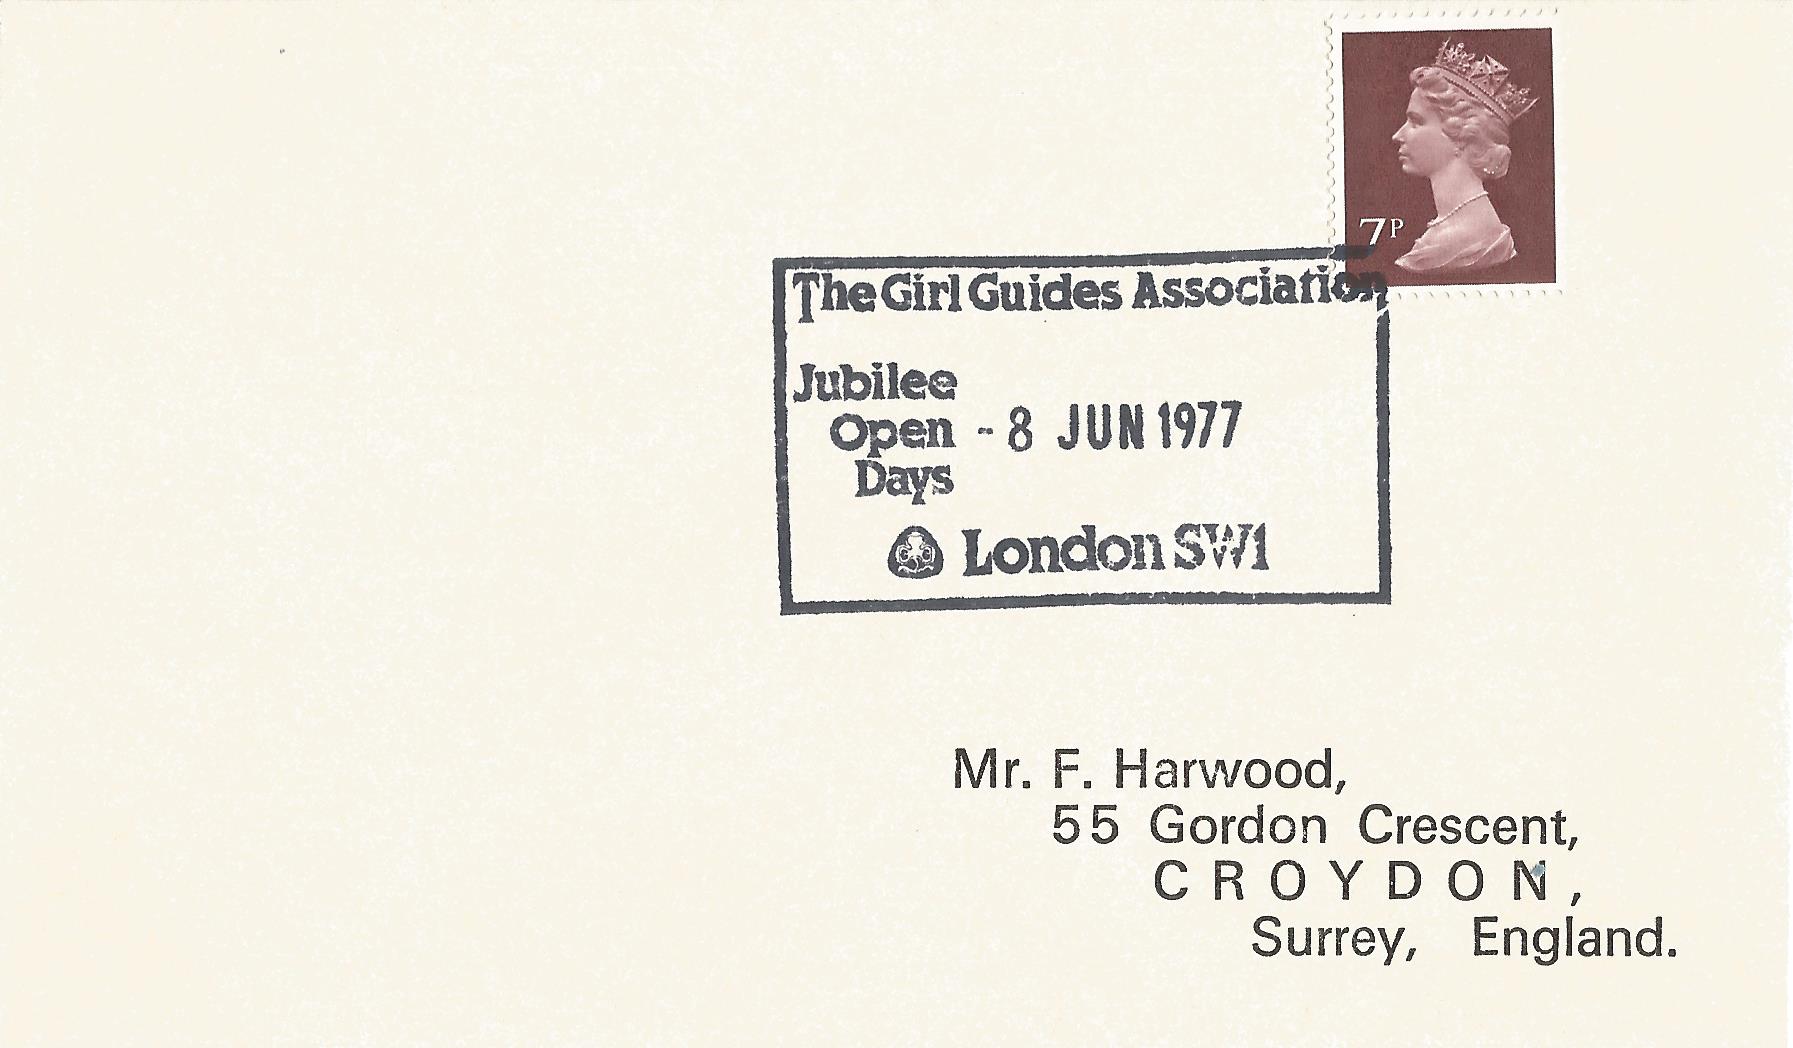 7P
The Girl Guides Association
Jubilee
Open - 8 JUN 1977
Days
London SW1
Mr. F. Harwood,
55 Gordon Crescent,
CROYDON,
Surrey, England.